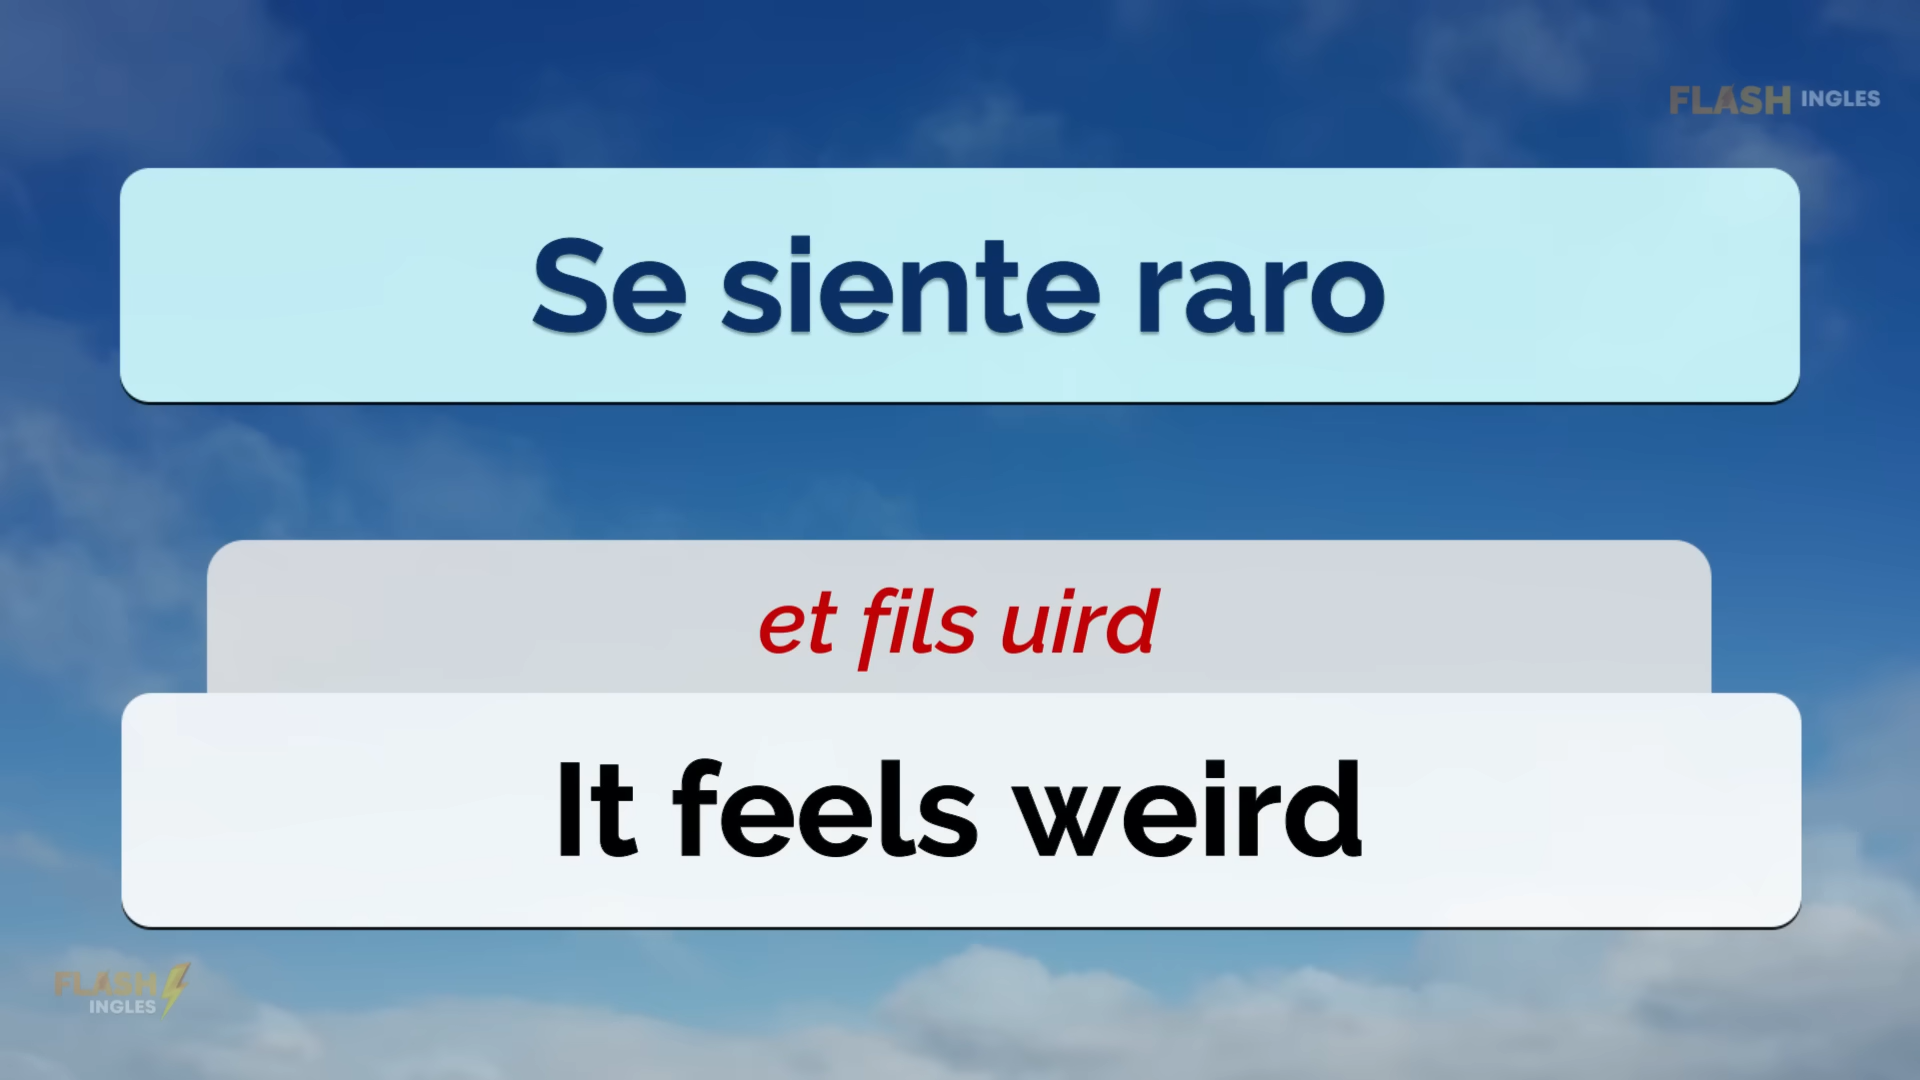 FLASH INGLES
Se siente raro
et fils uird
It feels weird
FLASH
INGLES